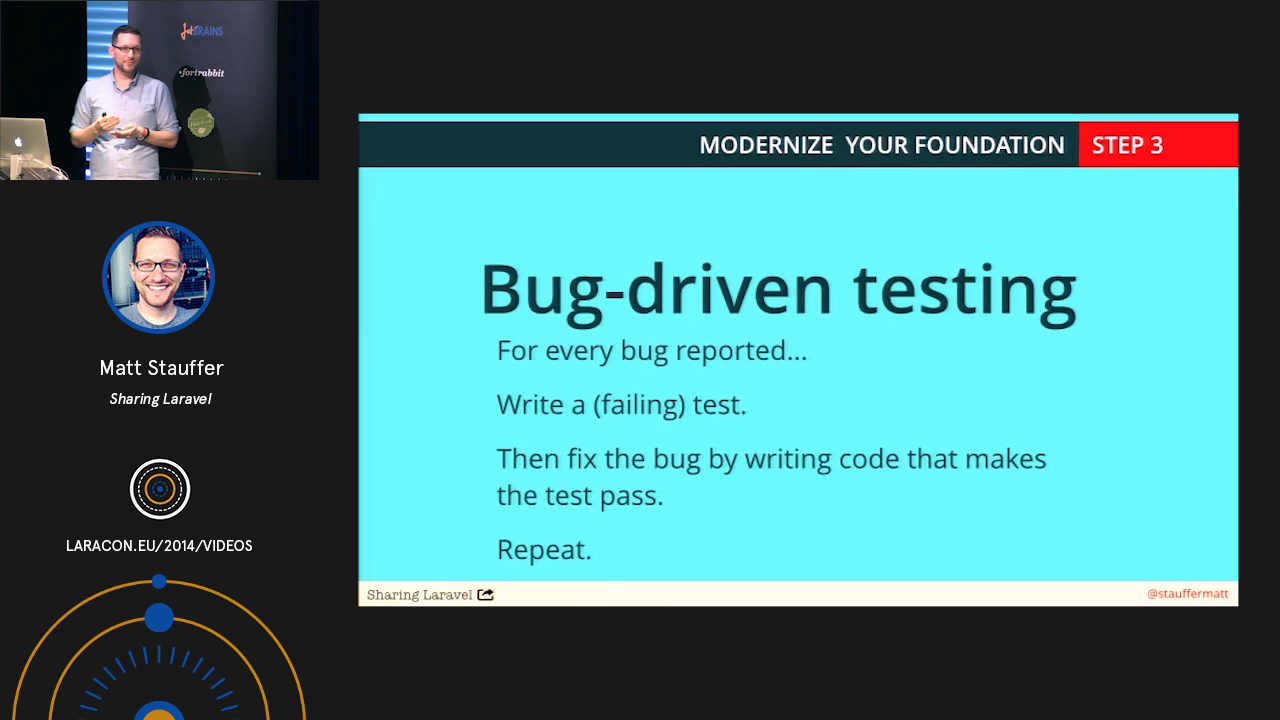 JetBRAINS
fortrabbit
Matt Stauffer
Sharing Laravel
LARACON.EU/2014/VIDEOS
MODERNIZE YOUR FOUNDATION STEP 3
Bug-driven testing
For every bug reported...
Write a (failing) test.
Then fix the bug by writing code that makes
the test pass.
Repeat.
Sharing Laravel
@stauffermatt